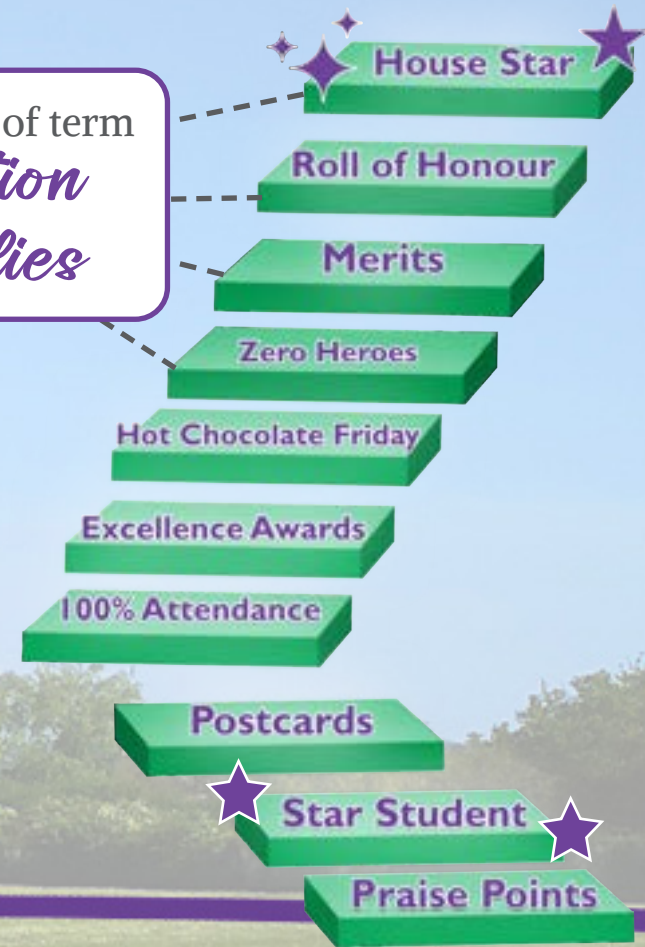 House Star
of term
Roll of Honour
Merits
Zero Heroes
Hot Chocolate Friday
Excellence Awards
100% Attendance
Postcards
Star Student
Praise Points